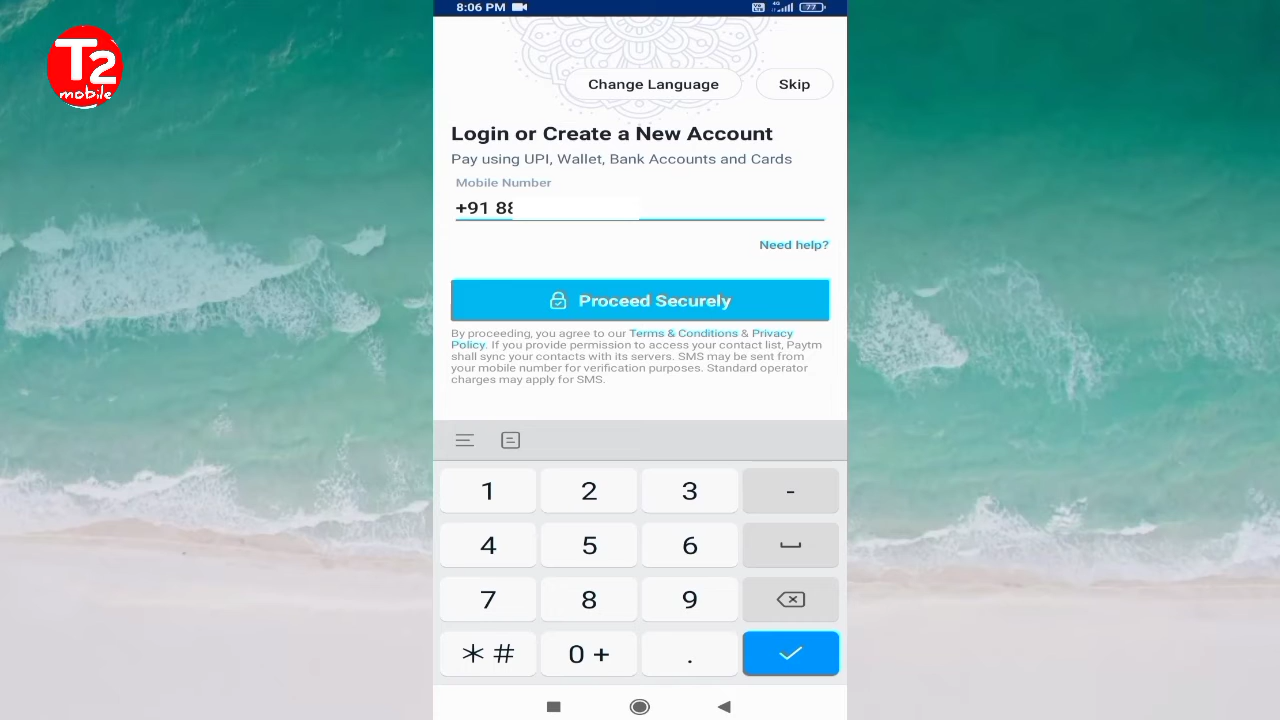 T2
mobile
8:06 PM
4G
77
Change Language
Skip
Login or Create a New Account
Pay using UPI, Wallet, Bank Accounts and Cards
Mobile Number
+91 88
Need help?
Proceed Securely
By proceeding, you agree to our Terms & Conditions & Privacy
Policy. If you provide permission to access your contact list, Paytm
shall sync your contacts with its servers. SMS may be sent from
your mobile number for verification purposes. Standard operator
charges may apply for SMS.
1 2 3 -
4 5 6
7 8 9
* # 0 + .